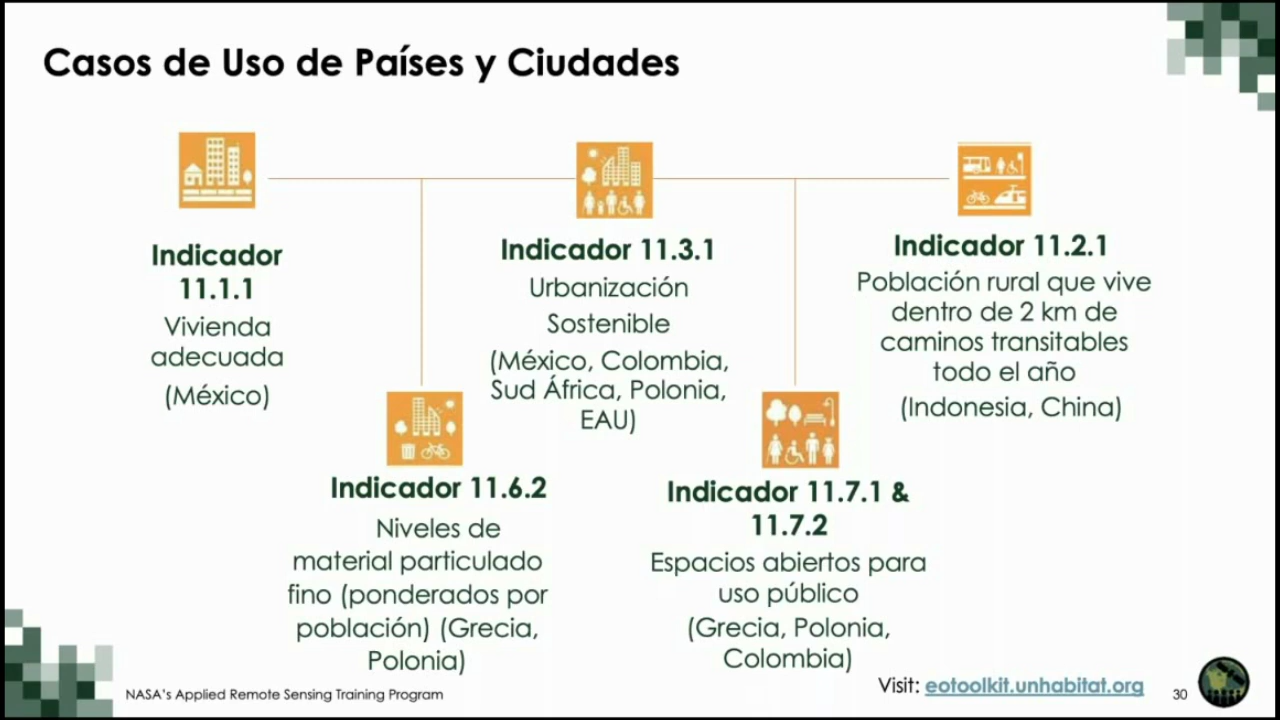 Casos de Uso de Países y Ciudades
Indicador
11.1.1
Vivienda
adecuada
(México)
Indicador 11.6.2
Niveles de
material particulado
fino (ponderados por
población) (Grecia,
Polonia)
Indicador 11.3.1
Urbanización
Sostenible
(México, Colombia,
Sud África, Polonia,
EAU)
Indicador 11.7.1 &
11.7.2
Espacios abiertos para
uso público
(Grecia, Polonia,
Colombia)
Indicador 11.2.1
Población rural que vive
dentro de 2 km de
caminos transitables
todo el año
(Indonesia, China)
Visit: eotoolkit.unhabitat.org
NASA's Applied Remote Sensing Training Program
30